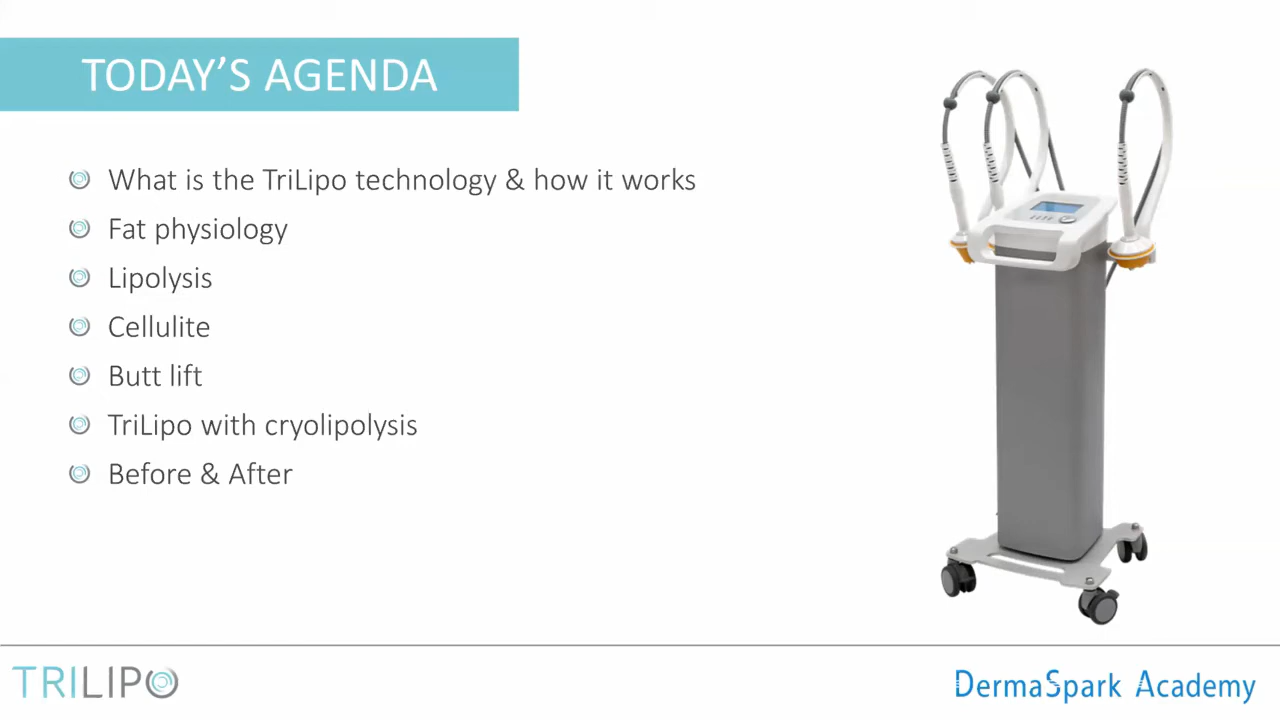 TODAY’S AGENDA
What is the TriLipo technology & how it works
Fat physiology
Lipolysis
Cellulite
Butt lift
TriLipo with cryolipolysis
Before & After
TRILIPO
DermaSpark Academy